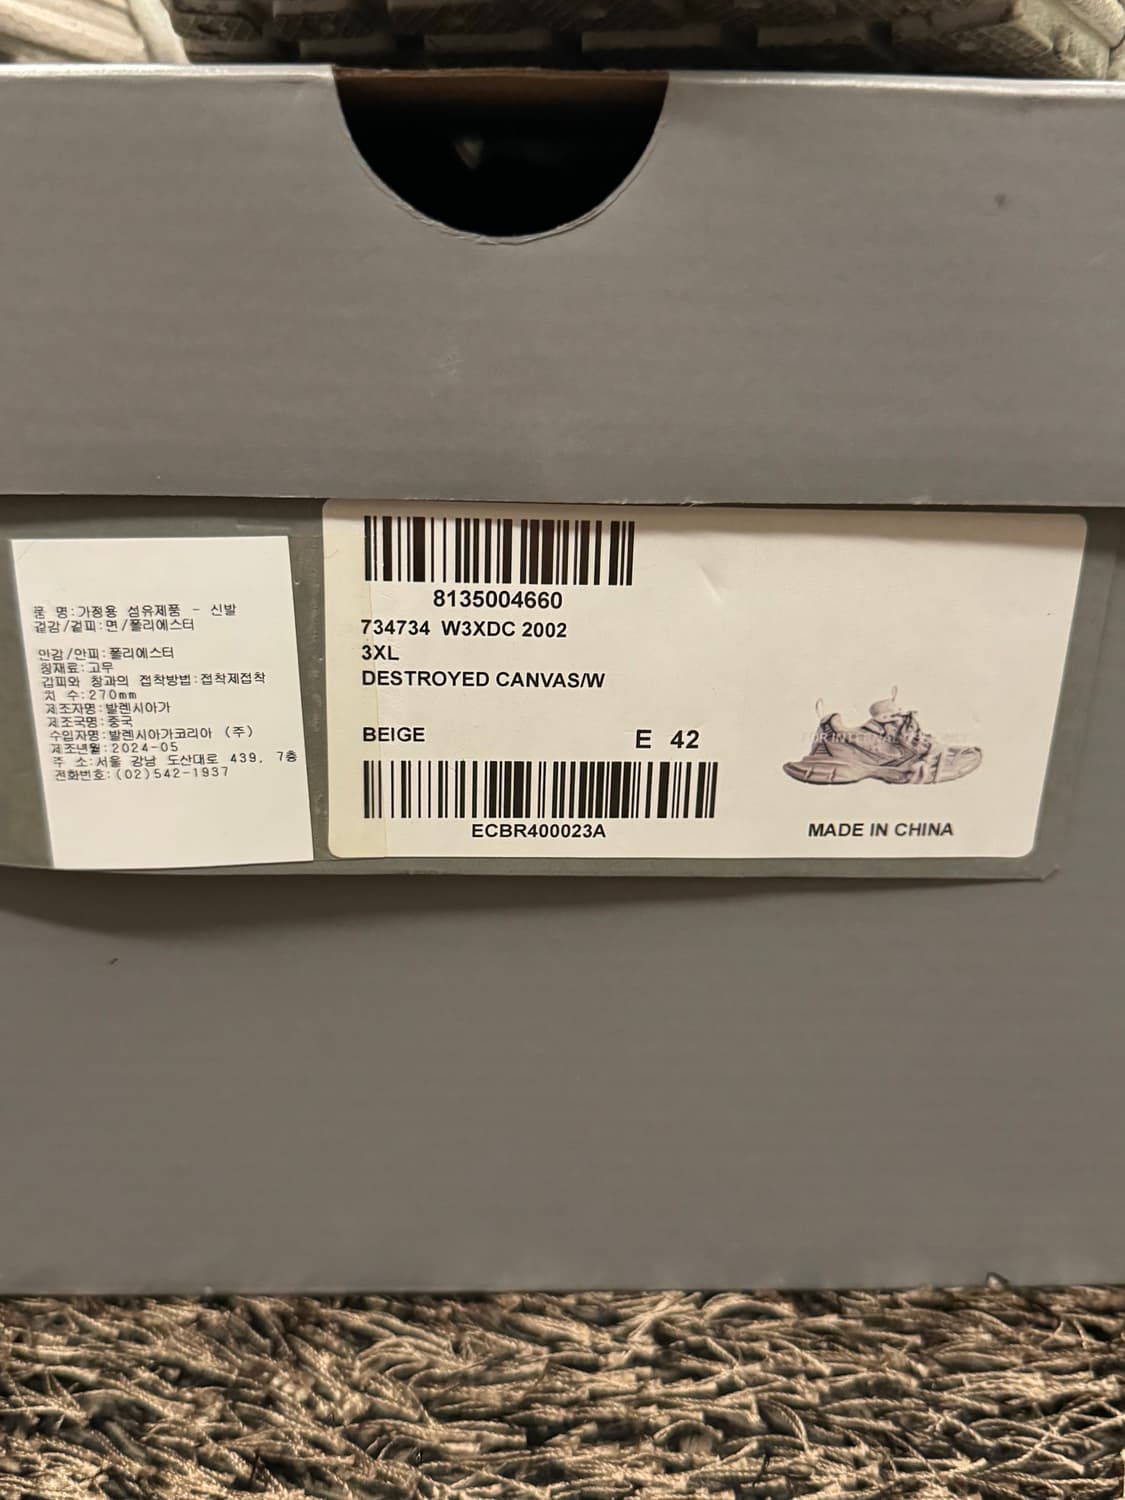 품 명:가정용 섬유제품 - 신발
겉감/겉피:면/폴리에스터
안감/안피:폴리에스터
창재료:고무
갑피와 창과의 접착방법:접착제접착
치 수:270mm
제조자명:발렌시아가
제조국명:중국
수입자명:발렌시아가코리아 (주)
제조년월:2024-05
주 소:서울 강남 도산대로 439, 7층
전화번호:(02)542-1937
8135004660
734734 W3XDC 2002
3XL
DESTROYED CANVAS/W
BEIGE
E 42
ECBR400023A
FOR INTERNAL USE ONLY
MADE IN CHINA